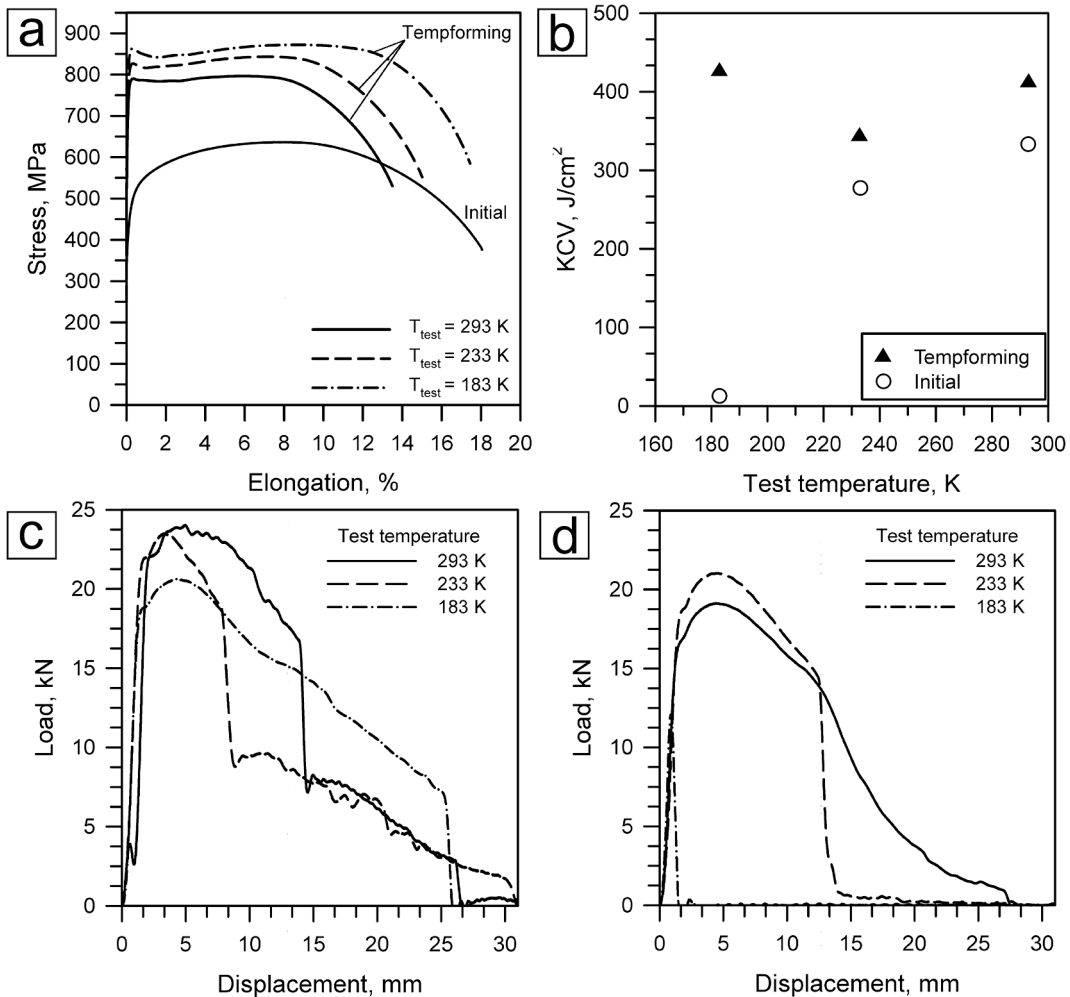 a
950
900
800
700
600
500
400
300
200
100
0
Stress, MPa
Tempforming
Initial
T_test = 293 K
T_test = 233 K
T_test = 183 K
0 2 4 6 8 10 12 14 16 18 20
Elongation, %
b
500
400
300
200
100
0
KCV, J/cm²
Tempforming
Initial
160 180 200 220 240 260 280 300
Test temperature, K
c
25
20
15
10
5
0
Load, kN
Test temperature
293 K
233 K
183 K
0 5 10 15 20 25 30
Displacement, mm
d
25
20
15
10
5
0
Load, kN
Test temperature
293 K
233 K
183 K
0 5 10 15 20 25 30
Displacement, mm